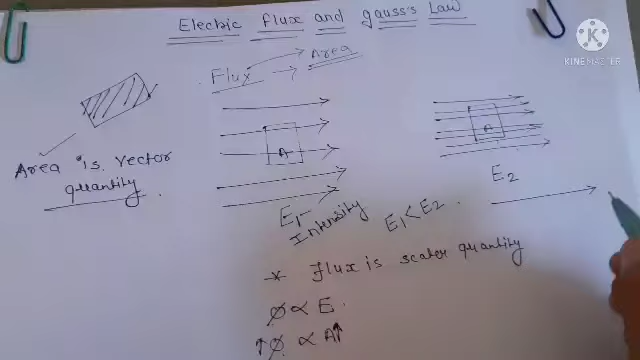 Electric flux and gauss's Law
KINEMASTER
Flux → Area
A
A
Area is vector
quantity.
E1
Intensity
E1 < E2.
E2
* flux is scaler quantity
∅ ∝ E.
↑∅ ∝ A↑